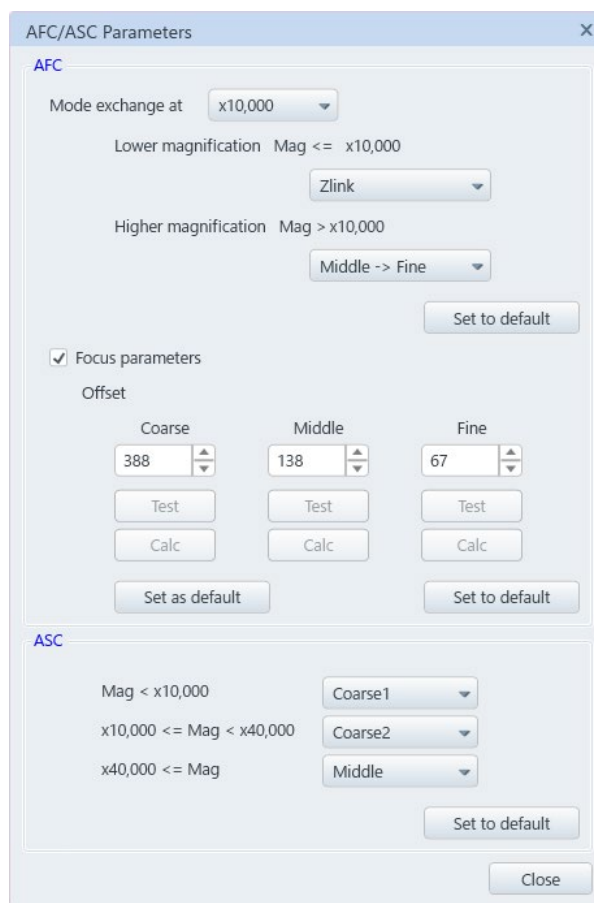 AFC/ASC Parameters
AFC
Mode exchange at x10,000
Lower magnification Mag <= x10,000
Zlink
Higher magnification Mag > x10,000
Middle -> Fine
Set to default
Focus parameters
Offset
Coarse Middle Fine
388 138 67
Test Test Test
Calc Calc Calc
Set as default Set to default
ASC
Mag < x10,000 Coarse1
x10,000 <= Mag < x40,000 Coarse2
x40,000 <= Mag Middle
Set to default
Close